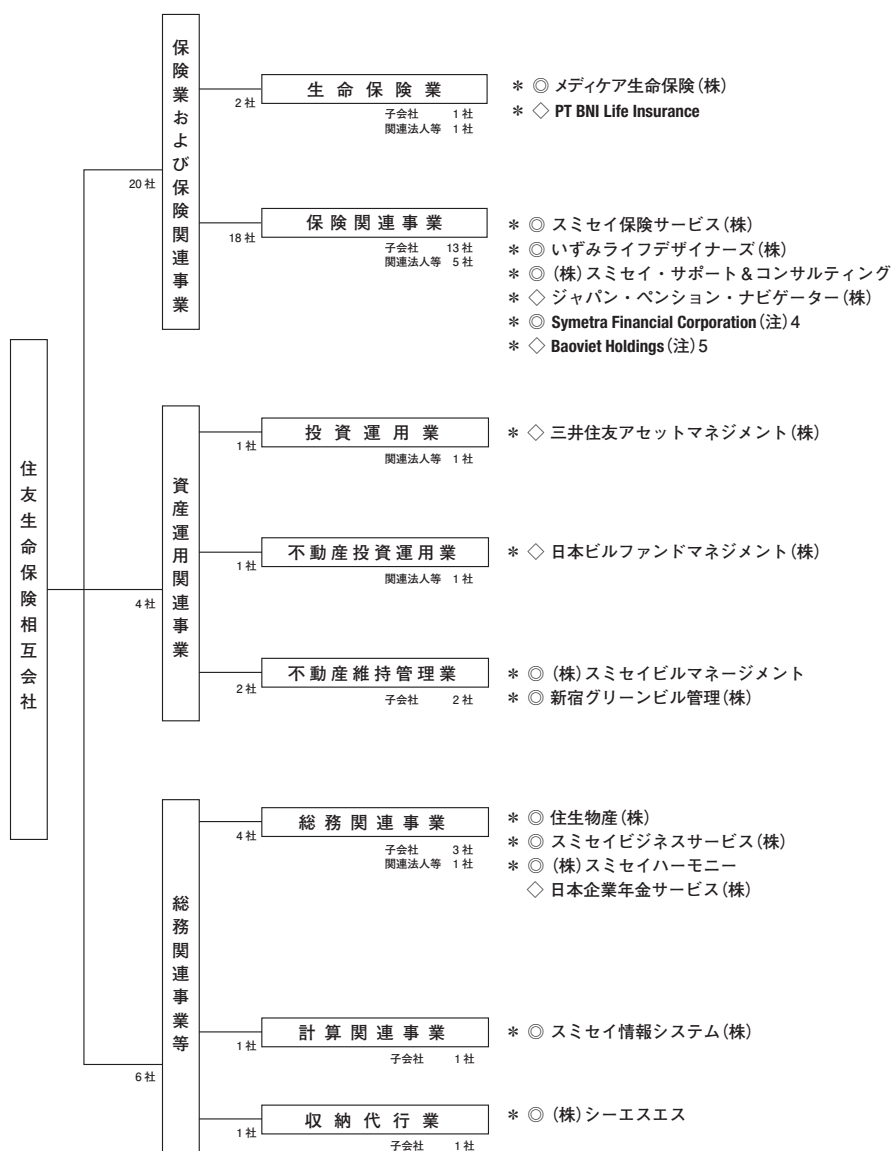 住友生命保険相互会社
20社
保険業および保険関連事業
2社
生命保険業
子会社 1社
関連法人等 1社
＊ ◎ メディケア生命保険(株)
＊ ◇ PT BNI Life Insurance
18社
保険関連事業
子会社 13社
関連法人等 5社
＊ ◎ スミセイ保険サービス(株)
＊ ◎ いずみライフデザイナーズ(株)
＊ ◎ (株)スミセイ・サポート＆コンサルティング
＊ ◇ ジャパン・ペンション・ナビゲーター(株)
＊ ◎ Symetra Financial Corporation(注)4
＊ ◇ Baoviet Holdings(注)5
4社
資産運用関連事業
1社
投資運用業
関連法人等 1社
＊ ◇ 三井住友アセットマネジメント(株)
1社
不動産投資運用業
関連法人等 1社
＊ ◇ 日本ビルファンドマネジメント(株)
2社
不動産維持管理業
子会社 2社
＊ ◎ (株)スミセイビルマネージメント
＊ ◎ 新宿グリーンビル管理(株)
6社
総務関連事業等
4社
総務関連事業
子会社 3社
関連法人等 1社
＊ ◎ 住生物産(株)
＊ ◎ スミセイビジネスサービス(株)
＊ ◎ (株)スミセイハーモニー
◇ 日本企業年金サービス(株)
1社
計算関連事業
子会社 1社
＊ ◎ スミセイ情報システム(株)
1社
収納代行業
子会社 1社
＊ ◎ (株)シーエスエス